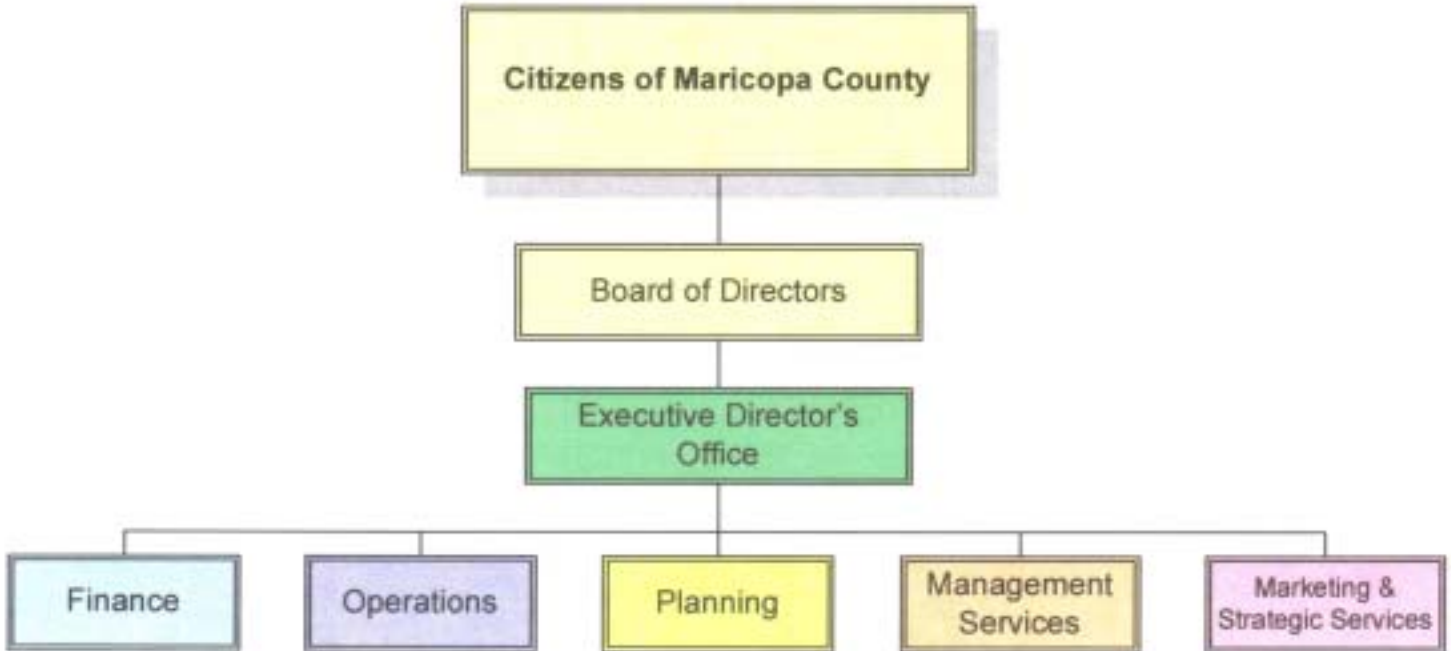 Citizens of Maricopa County
Board of Directors
Executive Director's
Office
Finance
Operations
Planning
Management
Services
Marketing &
Strategic Services